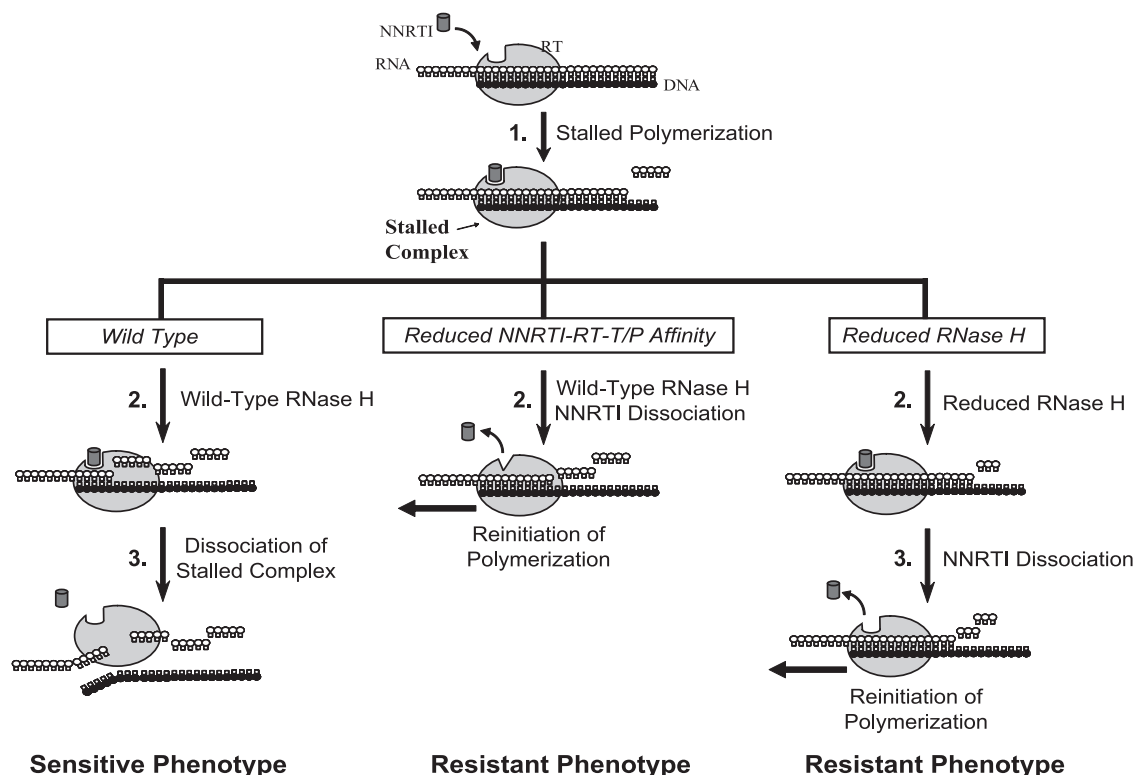 NNRTI
RT
RNA
DNA
1. Stalled Polymerization
Stalled
Complex
Wild Type
Reduced NNRTI-RT-T/P Affinity
Reduced RNase H
2. Wild-Type RNase H
2. Wild-Type RNase H
NNRTI Dissociation
2. Reduced RNase H
Reinitiation of
Polymerization
3. Dissociation of
Stalled Complex
3. NNRTI Dissociation
Reinitiation of
Polymerization
Sensitive Phenotype
Resistant Phenotype
Resistant Phenotype